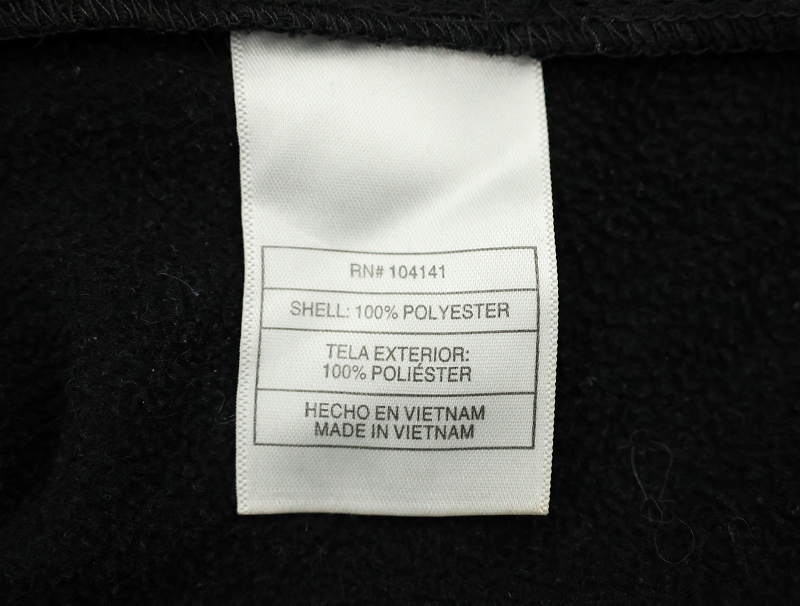 RN# 104141
SHELL: 100% POLYESTER
TELA EXTERIOR:
100% POLIÉSTER
HECHO EN VIETNAM
MADE IN VIETNAM